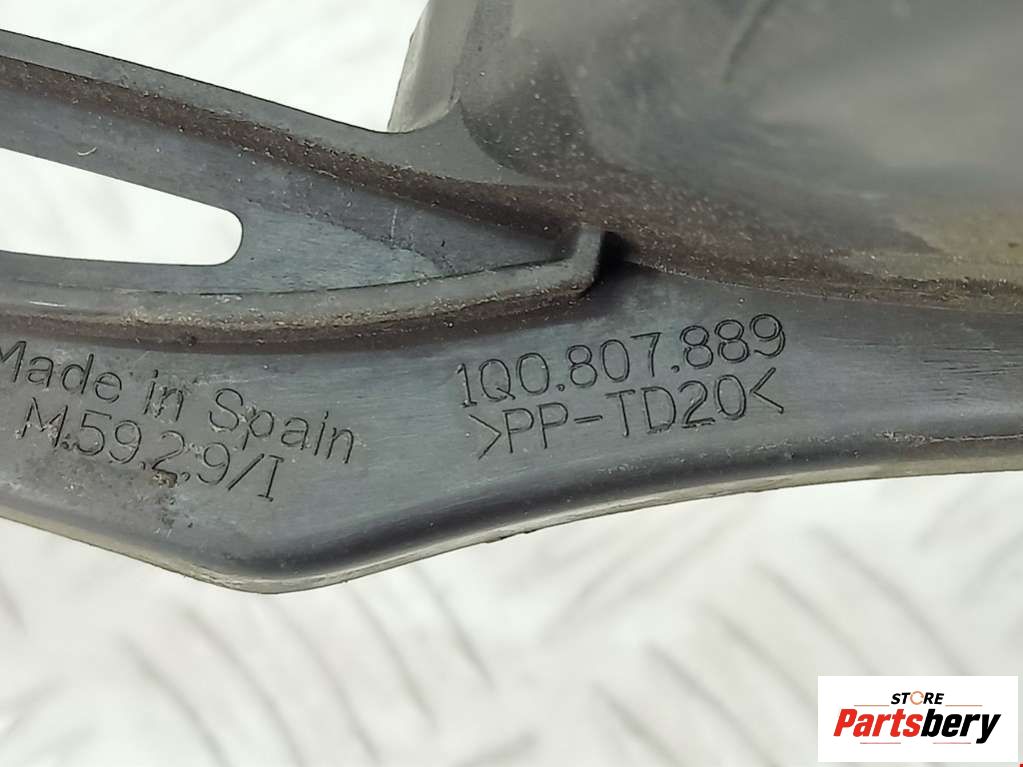 Made in Spain
M.59.2.9/I
1Q0.807.889
>PP-TD20<
STORE
Partsbery